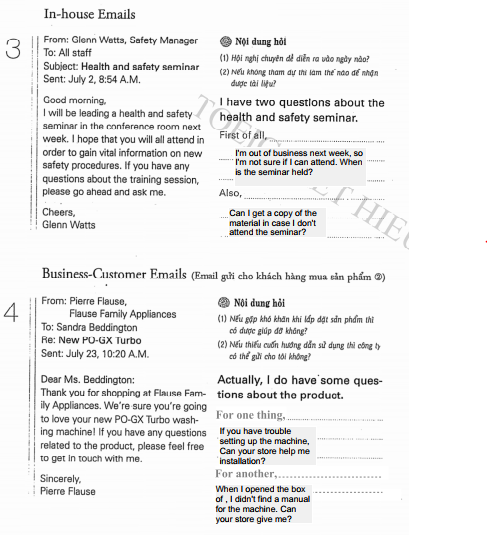 In-house Emails
3
From: Glenn Watts, Safety Manager
To: All staff
Subject: Health and safety seminar
Sent: July 2, 8:54 A.M.
Good morning,
I will be leading a health and safety
seminar in the conference room next
week. I hope that you will all attend in
order to gain vital information on new
safety procedures. If you have any
questions about the training session,
please go ahead and ask me.
Cheers,
Glenn Watts
Nội dung hỏi
(1) Hội nghị chuyên đề diễn ra vào ngày nào?
(2) Nếu không tham dự thì làm thế nào để nhận
được tài liệu?
I have two questions about the
health and safety seminar.
First of all,
I'm out of business next week, so
I'm not sure if I can attend. When
is the seminar held?
Also,
Can I get a copy of the
material in case I don't
attend the seminar?
TOEIC
Business-Customer Emails (Email gửi cho khách hàng mua sản phẩm ②)
4
From: Pierre Flause,
Flause Family Appliances
To: Sandra Beddington
Re: New PO-GX Turbo
Sent: July 23, 10:20 A.M.
Dear Ms. Beddington:
Thank you for shopping at Flause Fam-
ily Appliances. We're sure you're going
to love your new PO-GX Turbo wash-
ing machine! If you have any questions
related to the product, please feel free
to get in touch with me.
Sincerely,
Pierre Flause
Nội dung hỏi
(1) Nếu gặp khó khăn khi lắp đặt sản phẩm thì
có được giúp đỡ không?
(2) Nếu thiếu cuốn hướng dẫn sử dụng thì công ty
có thể gửi cho tôi không?
Actually, I do have some ques-
tions about the product.
For one thing,
If you have trouble
setting up the machine,
Can your store help me
installation?
For another,
When I opened the box
of , I didn't find a manual
for the machine. Can
your store give me?